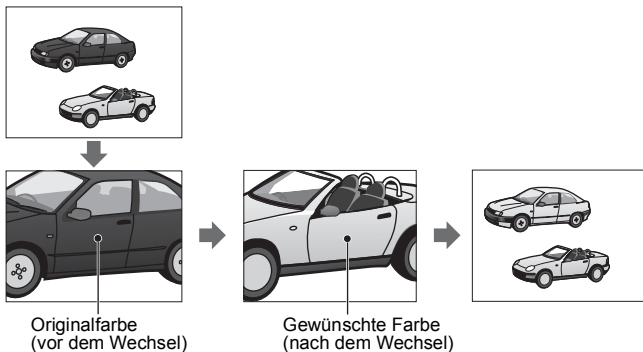 Originalfarbe
(vor dem Wechsel)
Gewünschte Farbe
(nach dem Wechsel)